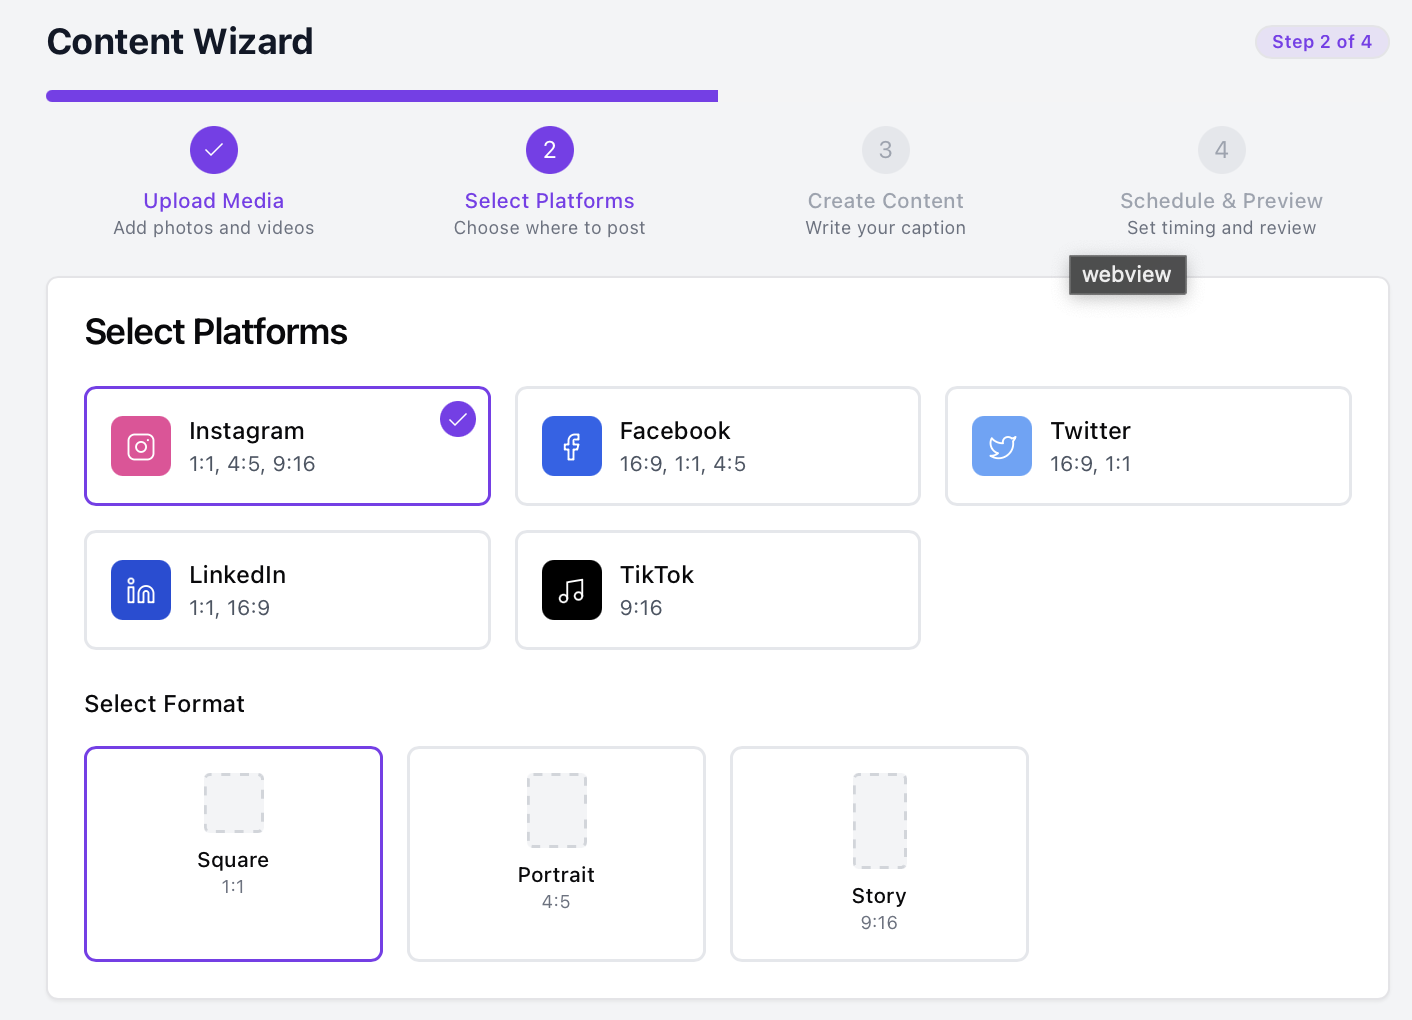 Content Wizard
Step 2 of 4
2
3
4
Upload Media
Select Platforms
Create Content
Schedule & Preview
Add photos and videos
Choose where to post
Write your caption
Set timing and review
webview
Select Platforms
Instagram
1:1, 4:5, 9:16
Facebook
16:9, 1:1, 4:5
Twitter
16:9, 1:1
LinkedIn
1:1, 16:9
TikTok
9:16
Select Format
Square
1:1
Portrait
4:5
Story
9:16